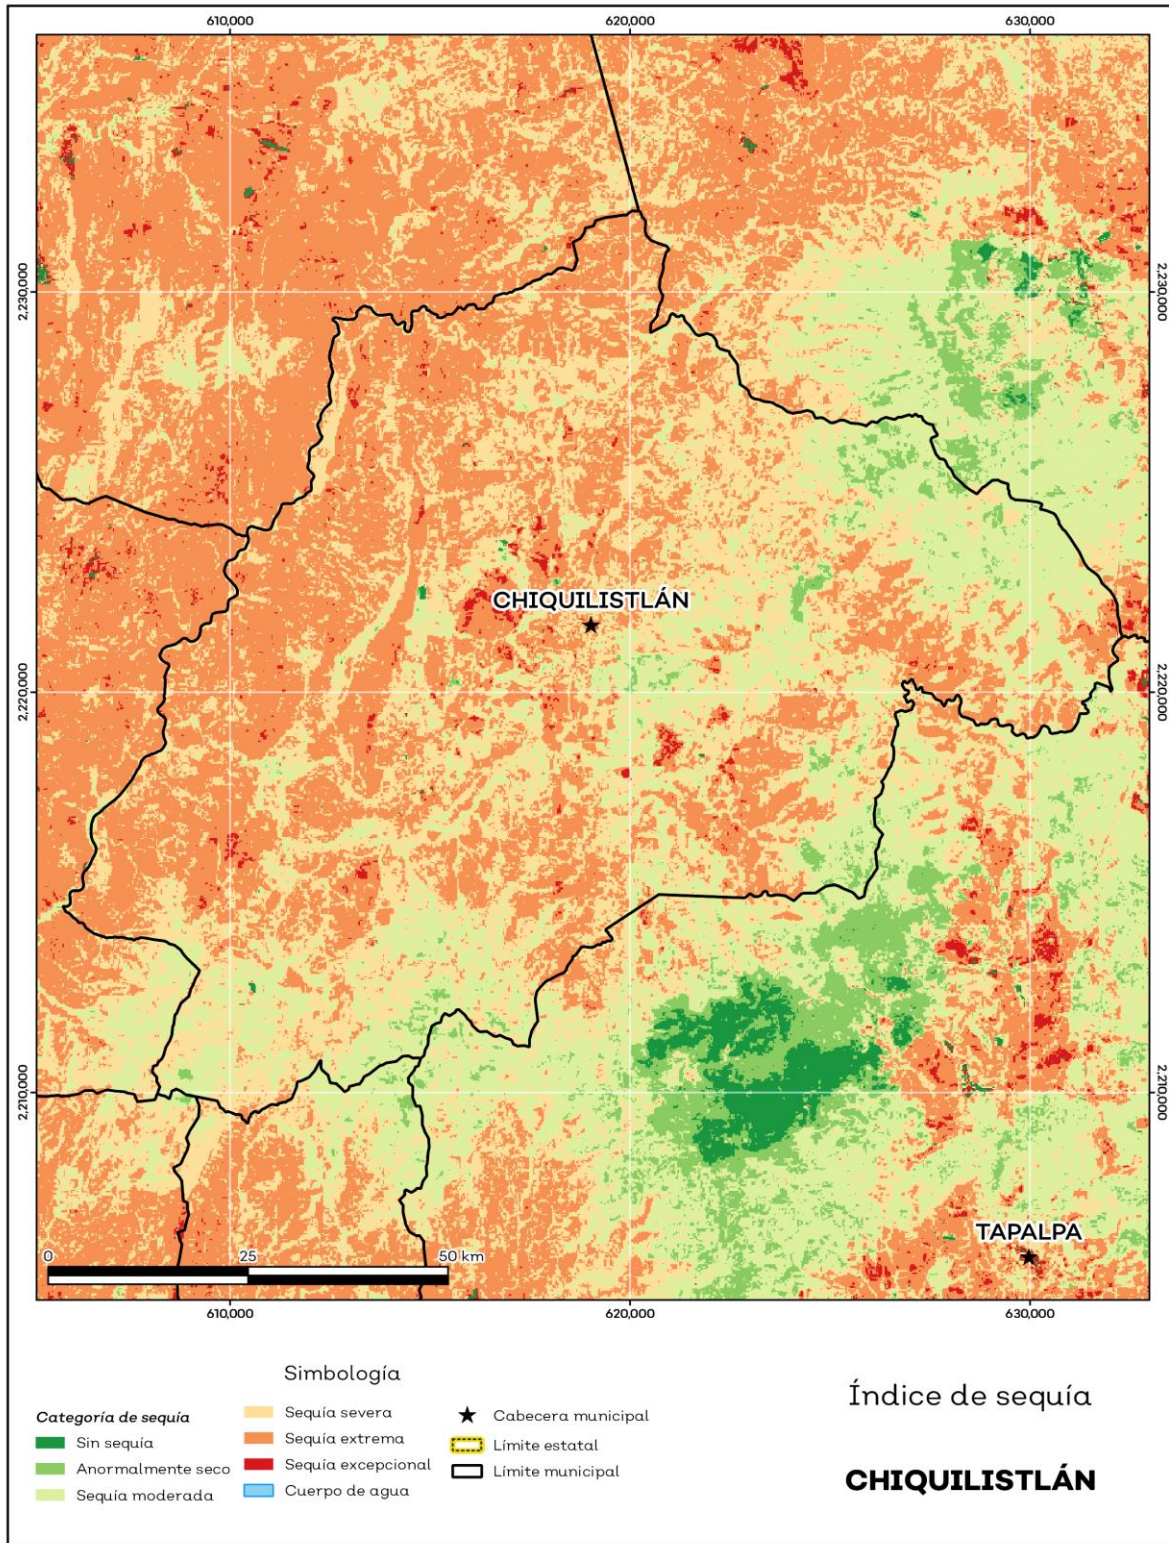 610,000 620,000 630,000
2,230,000 2,230,000
CHIQUILISTLÁN
2,220,000 2,220,000
2,210,000 2,210,000
TAPALPA
0 25 50 km
610,000 620,000 630,000
Simbología
Categoría de sequía
Sin sequía
Anormalmente seco
Sequía moderada
Sequía severa
Sequía extrema
Sequía excepcional
Cuerpo de agua
Cabecera municipal
Límite estatal
Límite municipal
Índice de sequía
CHIQUILISTLÁN